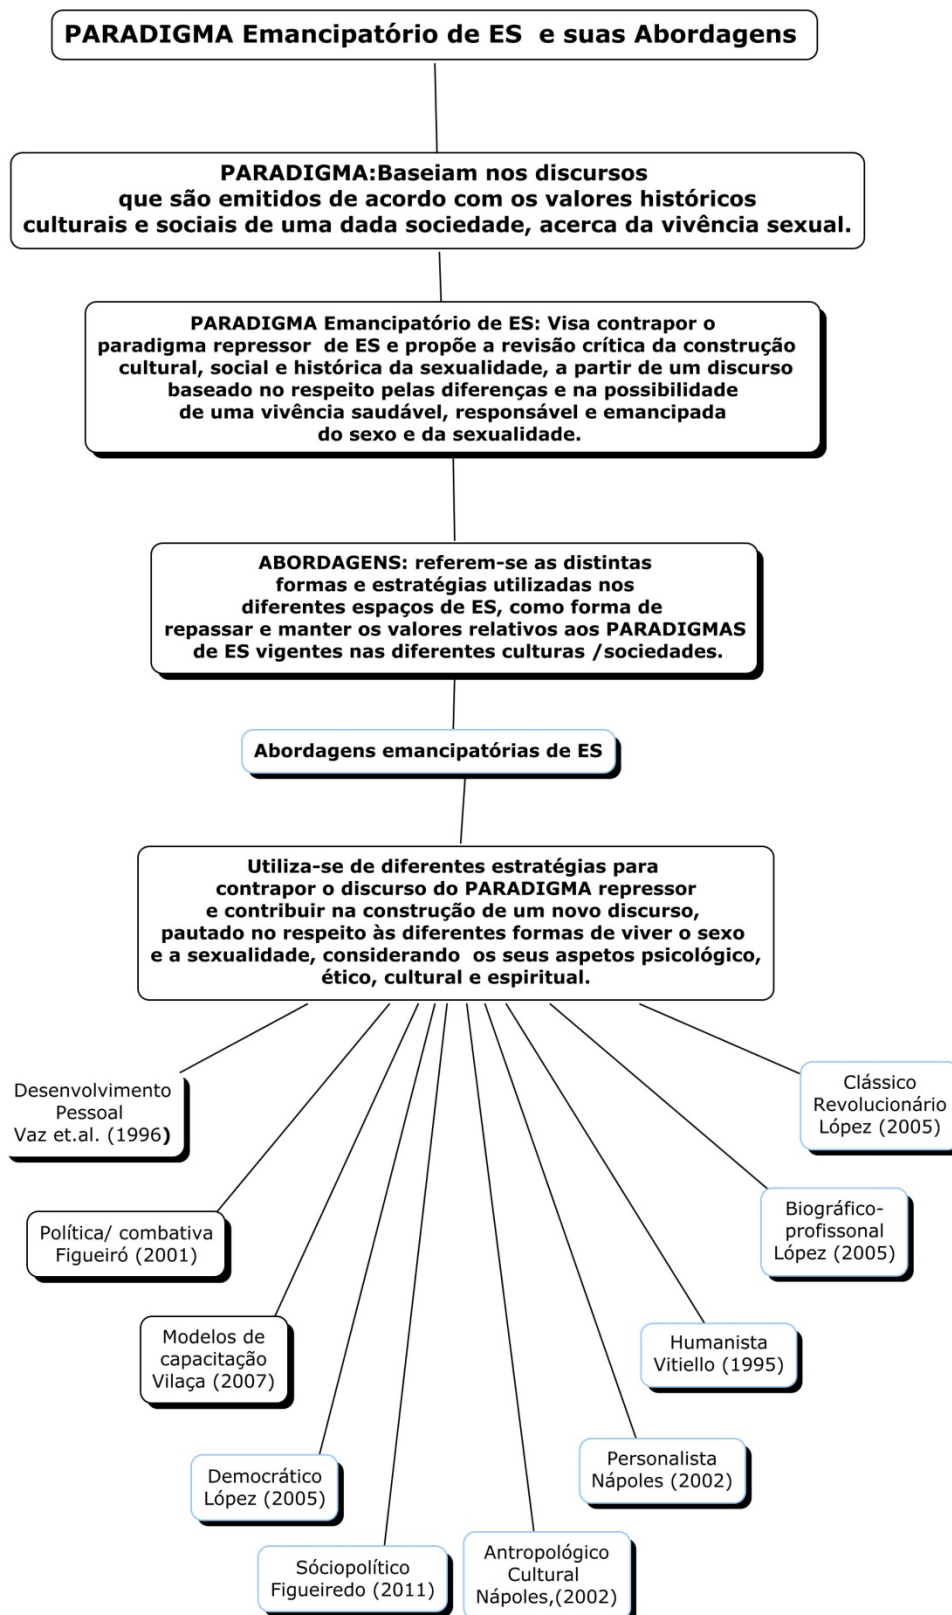 PARADIGMA Emancipatório de ES e suas Abordagens
PARADIGMA:Baseiam nos discursos
que são emitidos de acordo com os valores históricos
culturais e sociais de uma dada sociedade, acerca da vivência sexual.
PARADIGMA Emancipatório de ES: Visa contrapor o
paradigma repressor de ES e propõe a revisão crítica da construção
cultural, social e histórica da sexualidade, a partir de um discurso
baseado no respeito pelas diferenças e na possibilidade
de uma vivência saudável, responsável e emancipada
do sexo e da sexualidade.
ABORDAGENS: referem-se as distintas
formas e estratégias utilizadas nos
diferentes espaços de ES, como forma de
repassar e manter os valores relativos aos PARADIGMAS
de ES vigentes nas diferentes culturas /sociedades.
Abordagens emancipatórias de ES
Utiliza-se de diferentes estratégias para
contrapor o discurso do PARADIGMA repressor
e contribuir na construção de um novo discurso,
pautado no respeito às diferentes formas de viver o sexo
e a sexualidade, considerando os seus aspetos psicológico,
ético, cultural e espiritual.
Desenvolvimento
Pessoal
Vaz et.al. (1996)
Política/ combativa
Figueiró (2001)
Modelos de
capacitação
Vilaça (2007)
Democrático
López (2005)
Sóciopolítico
Figueiredo (2011)
Antropológico
Cultural
Nápoles,(2002)
Personalista
Nápoles (2002)
Humanista
Vitiello (1995)
Biográfico-
profissonal
López (2005)
Clássico
Revolucionário
López (2005)